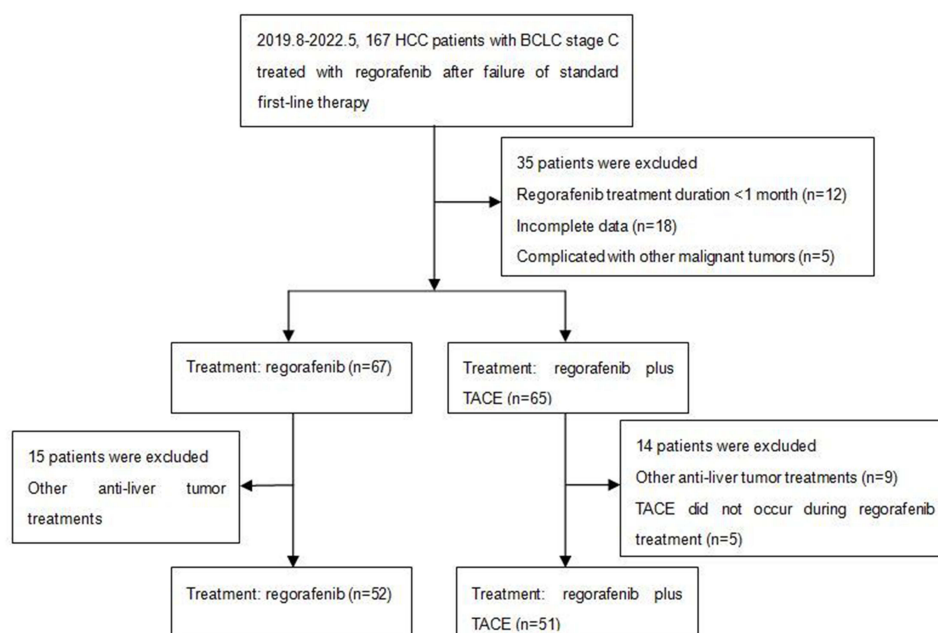 2019.8-2022.5, 167 HCC patients with BCLC stage C
treated with regorafenib after failure of standard
first-line therapy
35 patients were excluded
Regorafenib treatment duration <1 month (n=12)
Incomplete data (n=18)
Complicated with other malignant tumors (n=5)
Treatment: regorafenib (n=67)
Treatment: regorafenib plus
TACE (n=65)
15 patients were excluded
Other anti-liver tumor
treatments
14 patients were excluded
Other anti-liver tumor treatments (n=9)
TACE did not occur during regorafenib
treatment (n=5)
Treatment: regorafenib (n=52)
Treatment: regorafenib plus
TACE (n=51)